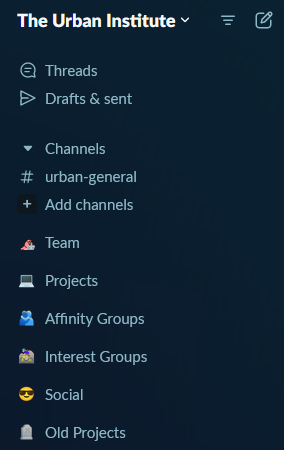 The Urban Institute
Threads
Drafts & sent
Channels
# urban-general
+ Add channels
Team
Projects
Affinity Groups
Interest Groups
Social
Old Projects